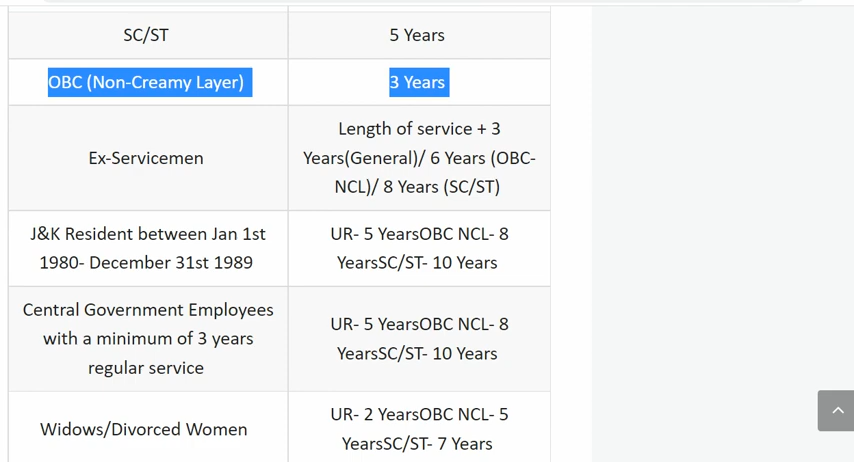 SC/ST
5 Years
OBC (Non-Creamy Layer)
3 Years
Ex-Servicemen
Length of service + 3
Years(General)/ 6 Years (OBC-
NCL)/ 8 Years (SC/ST)
J&K Resident between Jan 1st
1980- December 31st 1989
UR- 5 YearsOBC NCL- 8
YearsSC/ST- 10 Years
Central Government Employees
with a minimum of 3 years
regular service
UR- 5 YearsOBC NCL- 8
YearsSC/ST- 10 Years
Widows/Divorced Women
UR- 2 YearsOBC NCL- 5
YearsSC/ST- 7 Years